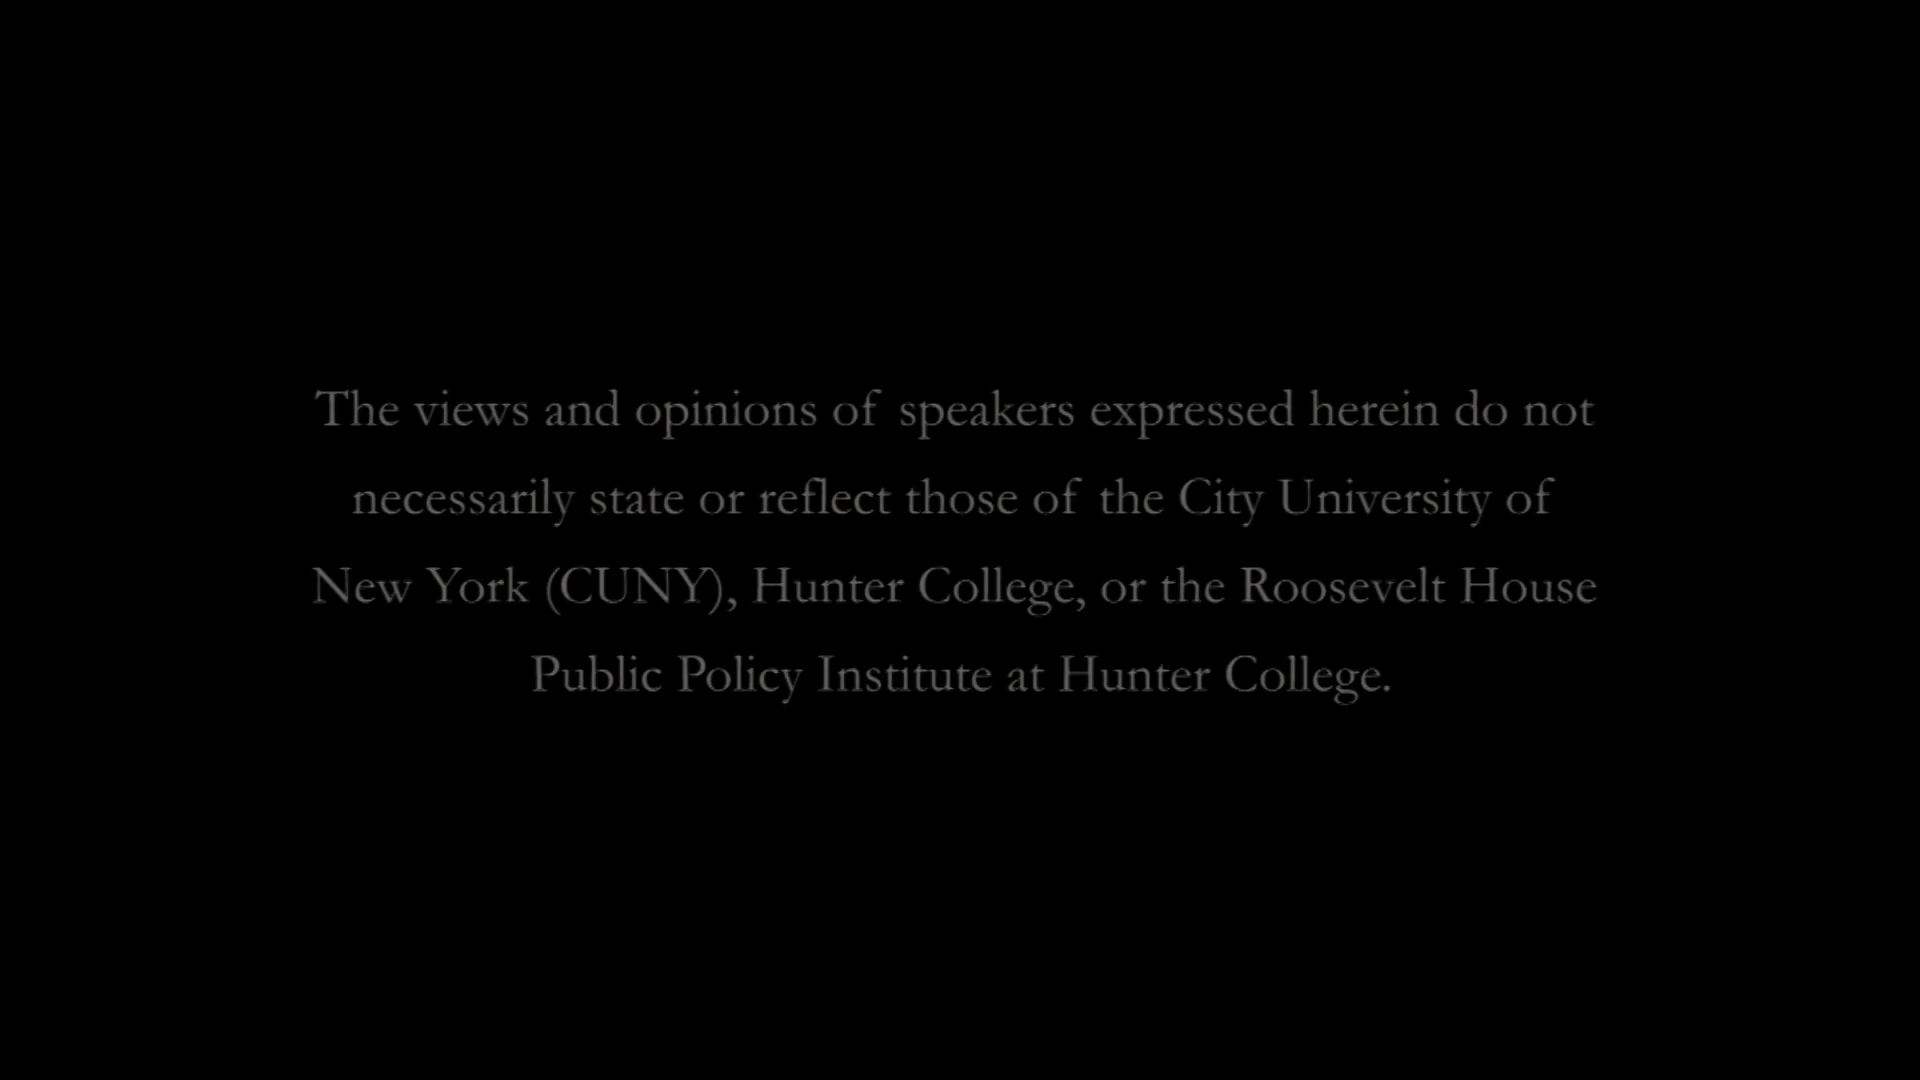 The views and opinions of speakers expressed herein do not
necessarily state or reflect those of the City University of
New York (CUNY), Hunter College, or the Roosevelt House
Public Policy Institute at Hunter College.